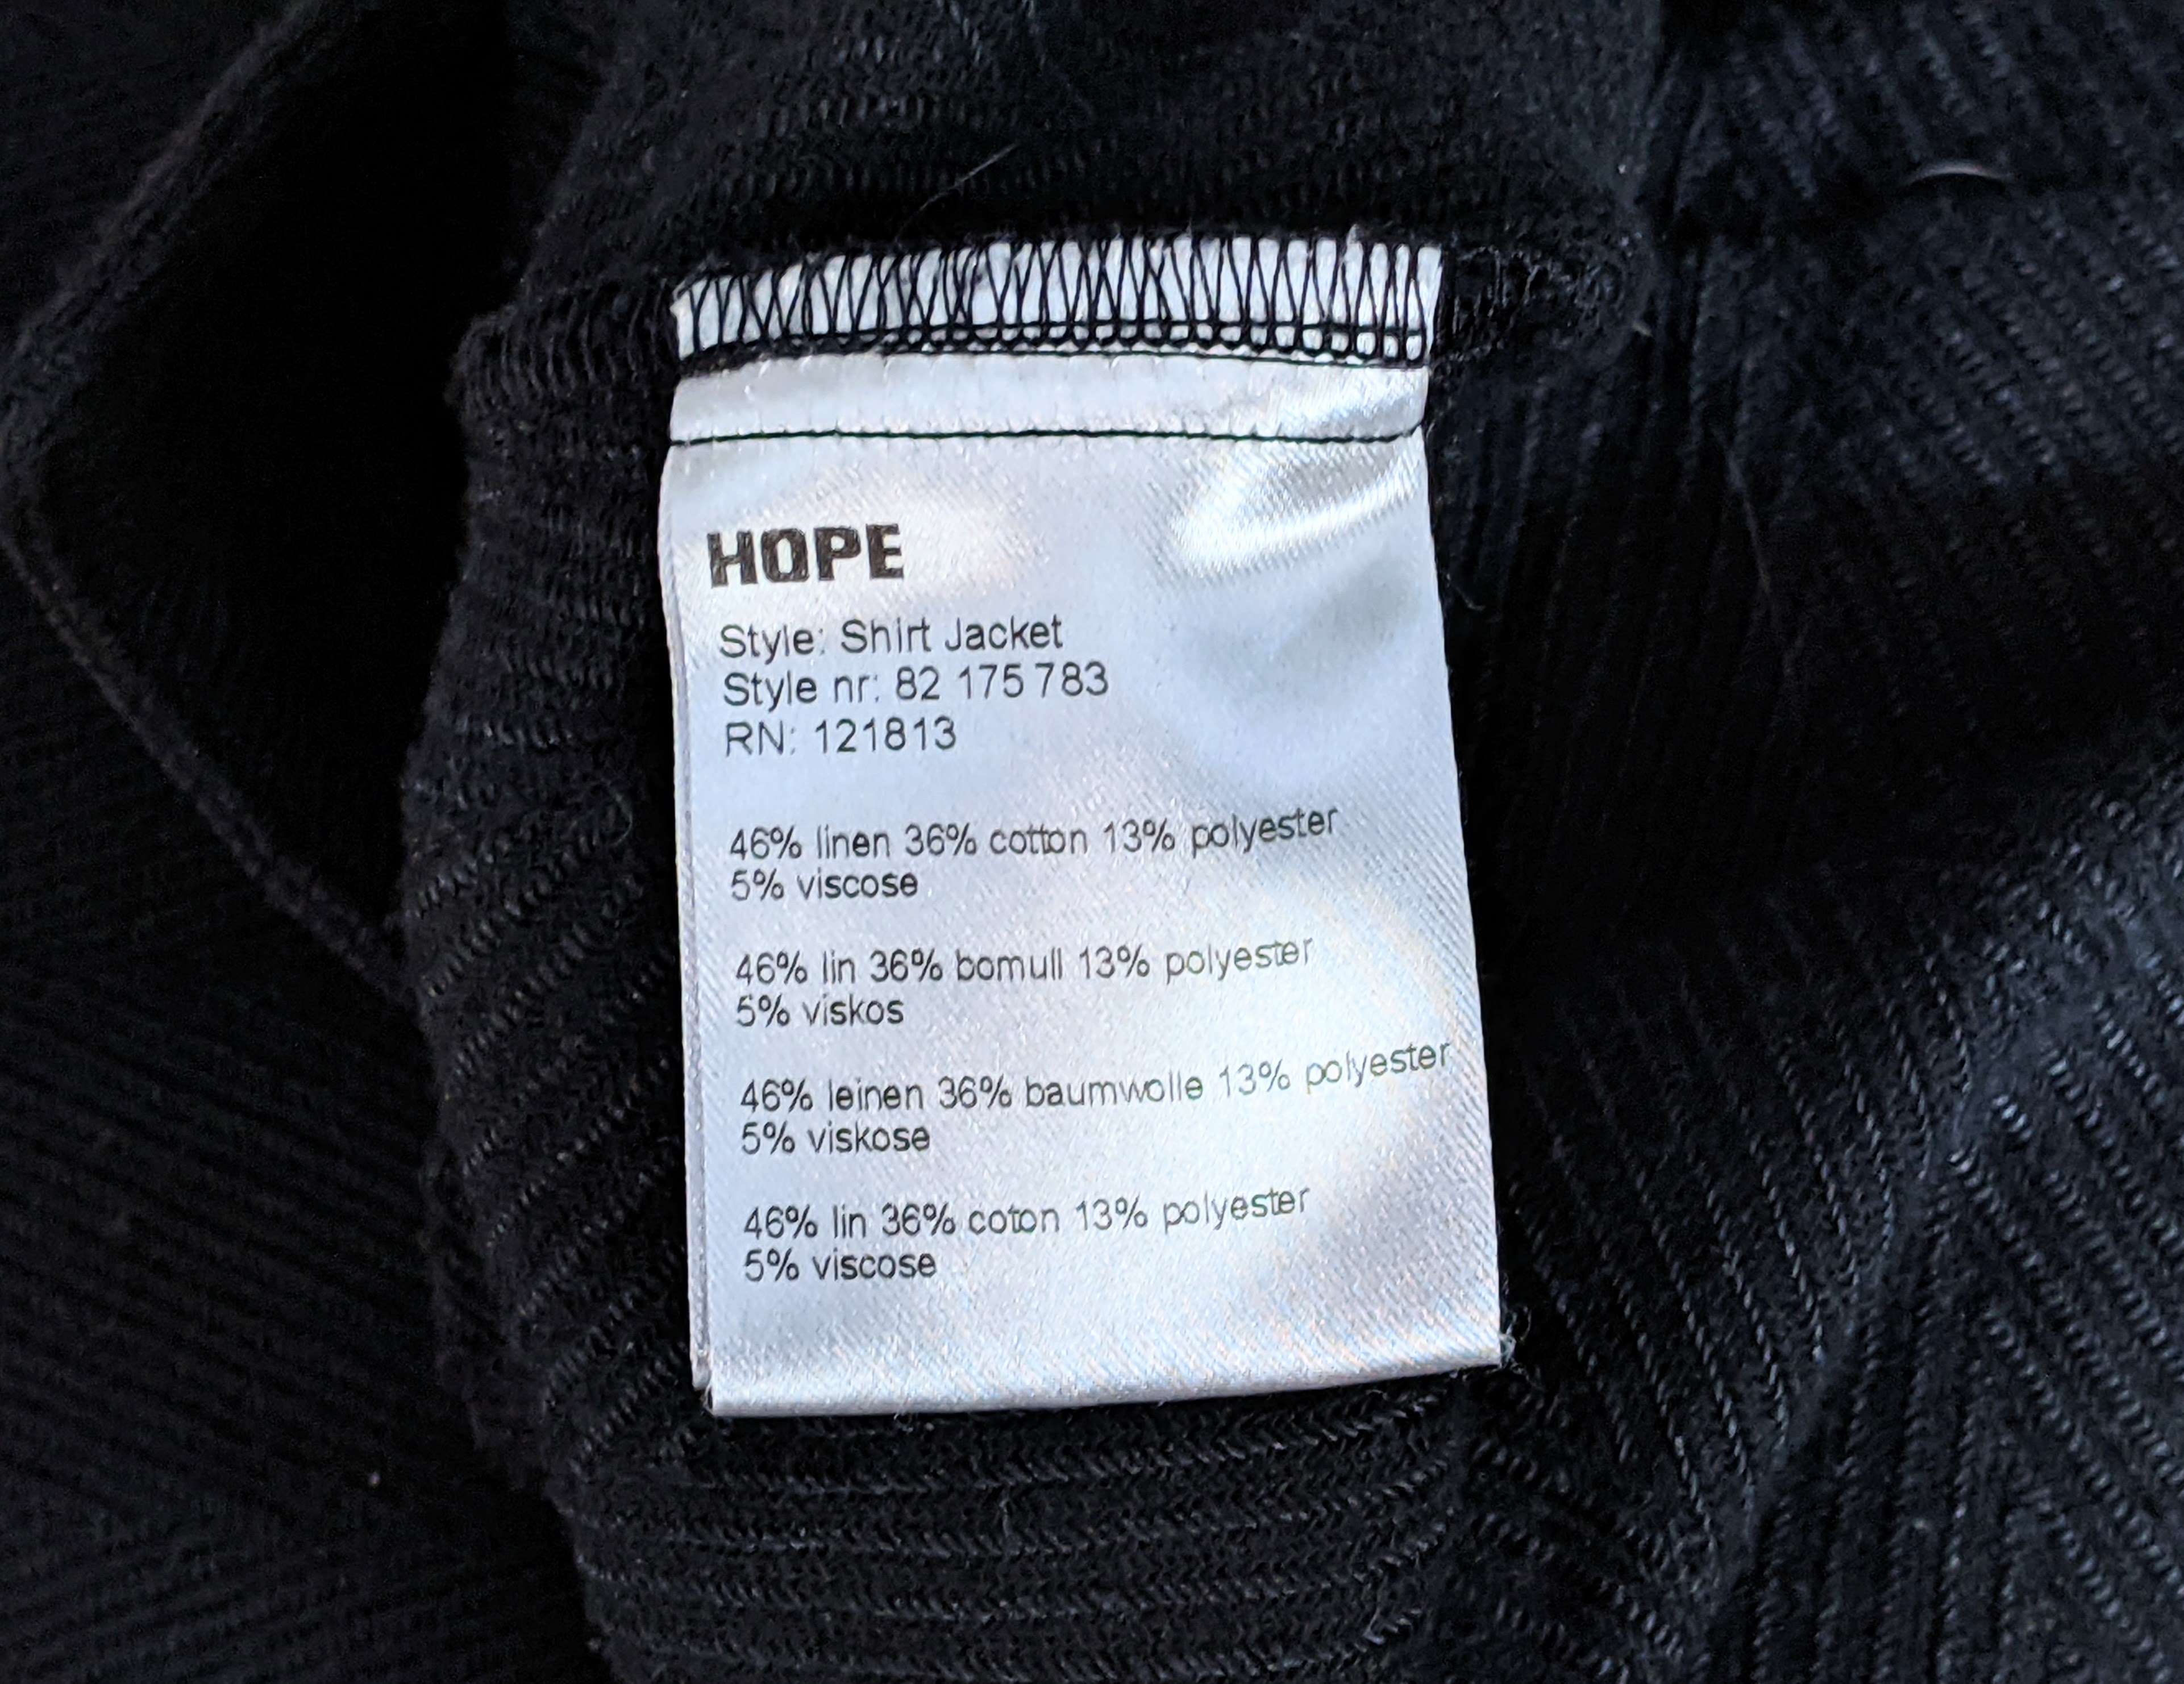 HOPE
Style: Shirt Jacket
Style nr: 82 175 783
RN: 121813
46% linen 36% cotton 13% polyester
5% viscose
46% lin 36% bomull 13% polyester
5% viskos
46% leinen 36% baumwolle 13% polyester
5% viskose
46% lin 36% coton 13% polyester
5% viscose